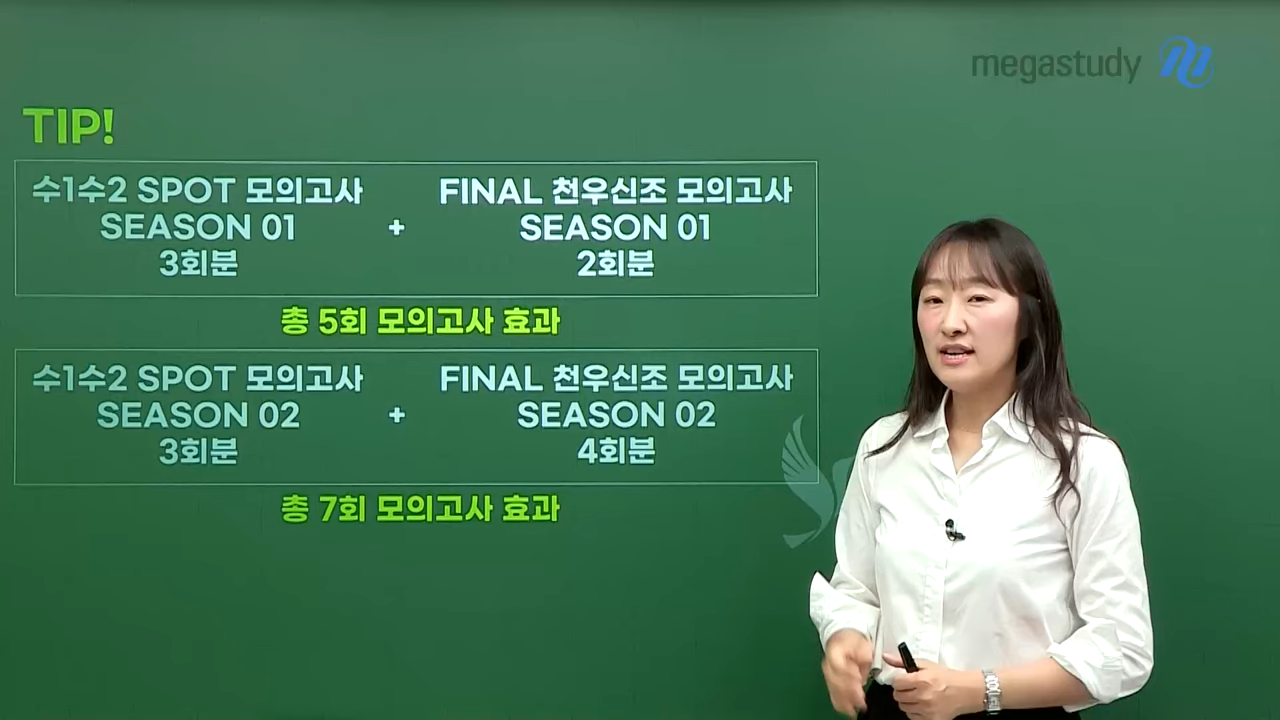 megastudy
TIP!
수1수2 SPOT 모의고사
SEASON 01
3회분
+
FINAL 천우신조 모의고사
SEASON 01
2회분
총 5회 모의고사 효과
수1수2 SPOT 모의고사
SEASON 02
3회분
+
FINAL 천우신조 모의고사
SEASON 02
4회분
총 7회 모의고사 효과